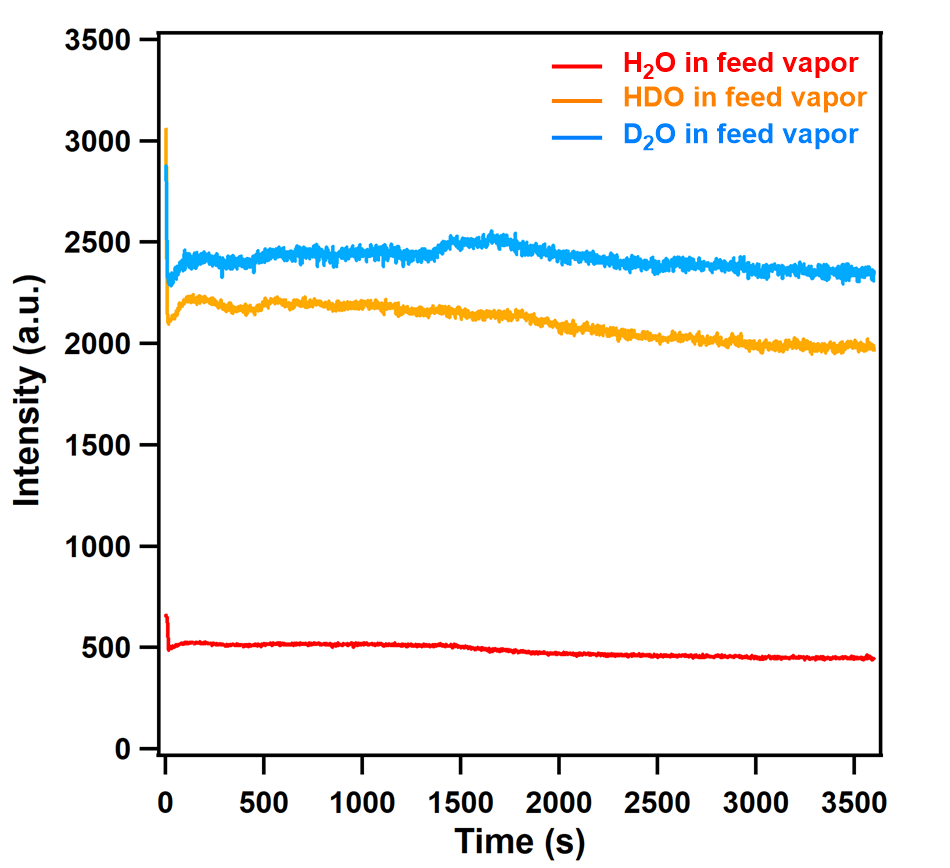 3500
3000
2500
2000
1500
1000
500
0
Intensity (a.u.)
H₂O in feed vapor
HDO in feed vapor
D₂O in feed vapor
0 500 1000 1500 2000 2500 3000 3500
Time (s)